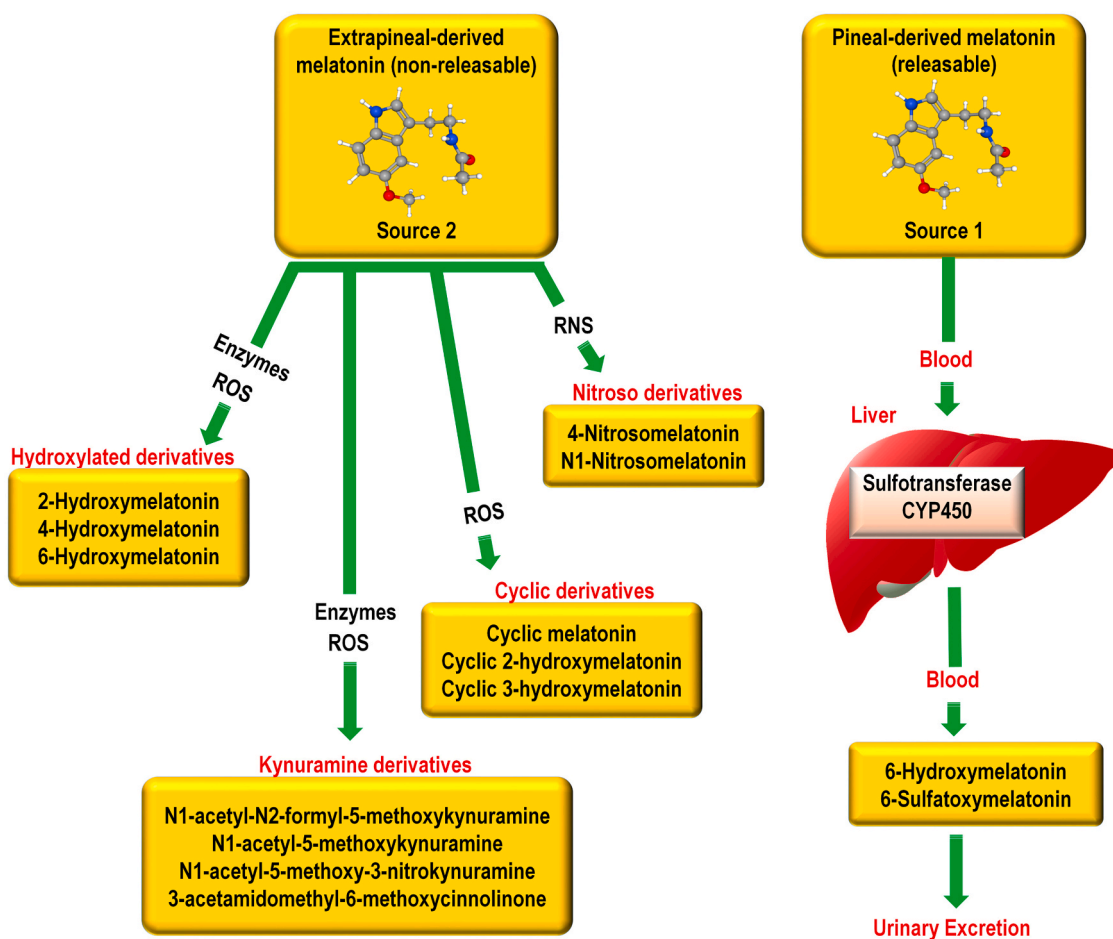 Extrapineal-derived
melatonin (non-releasable)
Source 2
Enzymes
ROS
Hydroxylated derivatives
2-Hydroxymelatonin
4-Hydroxymelatonin
6-Hydroxymelatonin
Enzymes
ROS
Kynuramine derivatives
N1-acetyl-N2-formyl-5-methoxykynuramine
N1-acetyl-5-methoxykynuramine
N1-acetyl-5-methoxy-3-nitrokynuramine
3-acetamidomethyl-6-methoxycinnolinone
ROS
Cyclic derivatives
Cyclic melatonin
Cyclic 2-hydroxymelatonin
Cyclic 3-hydroxymelatonin
RNS
Nitroso derivatives
4-Nitrosomelatonin
N1-Nitrosomelatonin
Pineal-derived melatonin
(releasable)
Source 1
Blood
Liver
Sulfotransferase
CYP450
Blood
6-Hydroxymelatonin
6-Sulfatoxymelatonin
Urinary Excretion